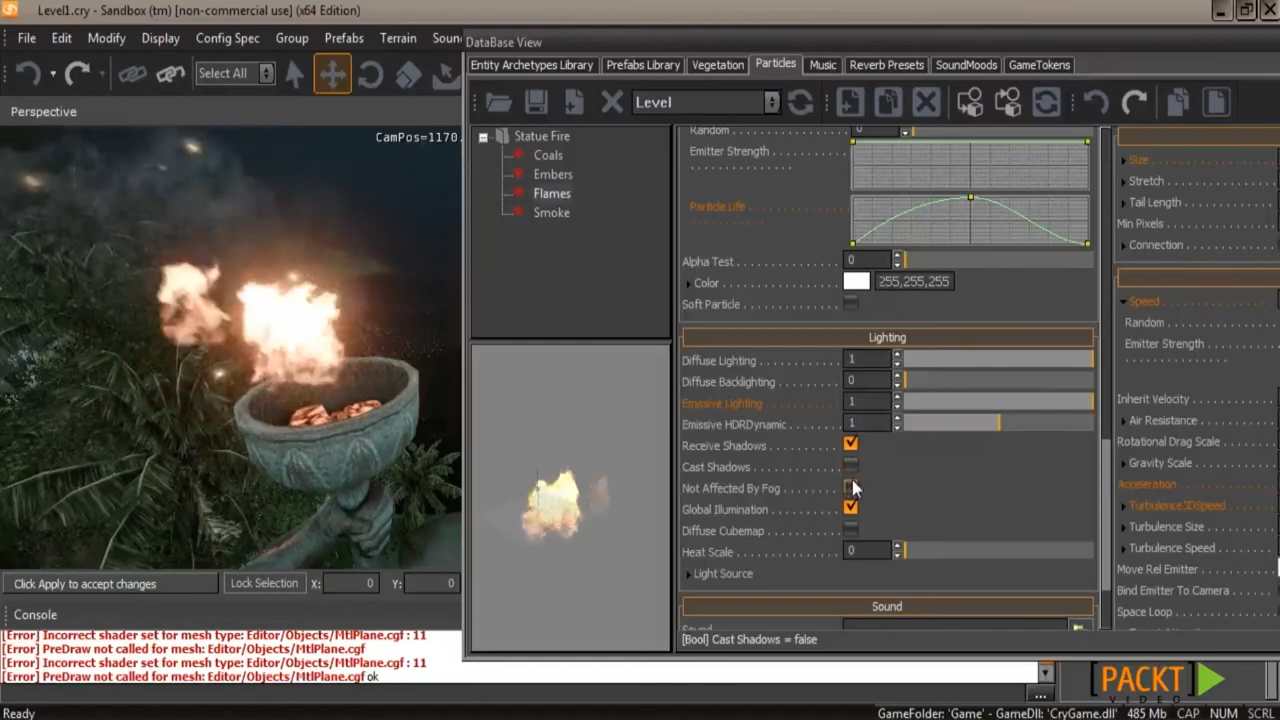 Level1.cry - Sandbox (tm) [non-commercial use] (x64 Edition)
File Edit Modify Display Config Spec Group Prefabs Terrain Soun
DataBase View
Entity Archetypes Library Prefabs Library Vegetation Particles Music Reverb Presets SoundMoods GameTokens
Select All
Level
Perspective
CamPos=1170.
Statue Fire
Coals
Embers
Flames
Smoke
Random 0
Emitter Strength
Particle Life
Alpha Test 0
Color 255,255,255
Soft Particle
Lighting
Diffuse Lighting 1
Diffuse Backlighting 0
Emissive Lighting 1
Emissive HDRDynamic 1
Receive Shadows
Cast Shadows
Not Affected By Fog
Global Illumination
Diffuse Cubemap
Heat Scale 0
Light Source
Sound
Sound
[Bool] Cast Shadows = false
Size
Stretch
Tail Length
Min Pixels
Connection
Speed
Random
Emitter Strength
Inherit Velocity
Air Resistance
Rotational Drag Scale
Gravity Scale
Acceleration
Turbulence3DSpeed
Turbulence Size
Turbulence Speed
Move Rel Emitter
Bind Emitter To Camera
Space Loop
Click Apply to accept changes Lock Selection X: 0 Y: 0
Console
[Error] Incorrect shader set for mesh type: Editor/Objects/MtlPlane.cgf : 11
[Error] PreDraw not called for mesh: Editor/Objects/MtlPlane.cgf
[Error] Incorrect shader set for mesh type: Editor/Objects/MtlPlane.cgf : 11
[Error] PreDraw not called for mesh: Editor/Objects/MtlPlane.cgf ok
...
PACKT
VIDEO
Ready GameFolder: 'Game' - GameDll: 'CryGame.dll' 485 Mb CAP NUM SCRL